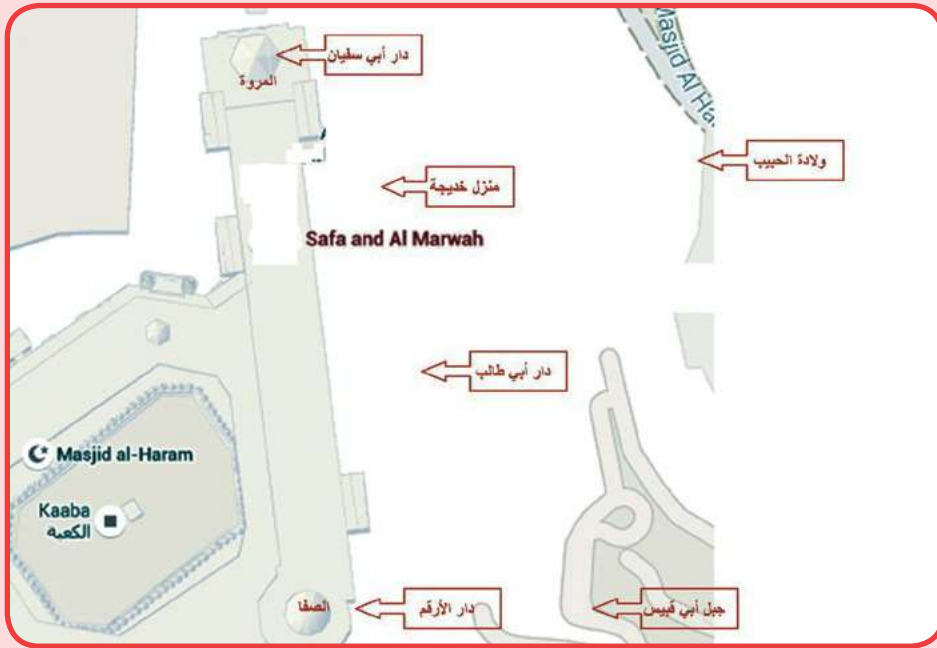 Masjid Al Ha
دار أبي سفيان
المروة
ولادة الحبيب
منزل خديجة
Safa and Al Marwah
دار أبي طالب
Masjid al-Haram
Kaaba
الكعبة
الصفا
دار الأرقم
جبل أبي قبيس